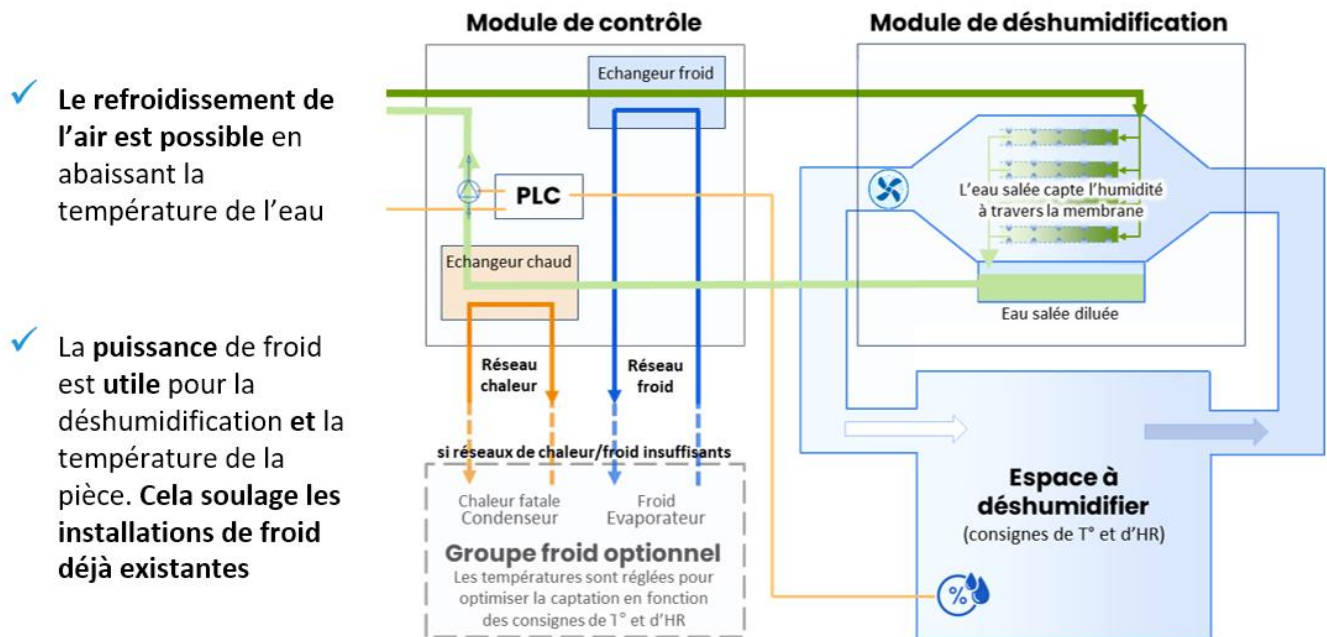 Module de contrôle
Module de déshumidification
Le refroidissement de
l’air est possible en
abaissant la
température de l’eau
La puissance de froid
est utile pour la
déshumidification et la
température de la
pièce. Cela soulage les
installations de froid
déjà existantes
Echangeur froid
PLC
Echangeur chaud
L’eau salée capte l’humidité
à travers la membrane
Eau salée diluée
Réseau
chaleur
Réseau
froid
si réseaux de chaleur/froid insuffisants
Chaleur fatale
Condenseur
Froid
Evaporateur
Groupe froid optionnel
Les températures sont réglées pour
optimiser la captation en fonction
des consignes de T° et d’HR
Espace à
déshumidifier
(consignes de T° et d’HR)
%